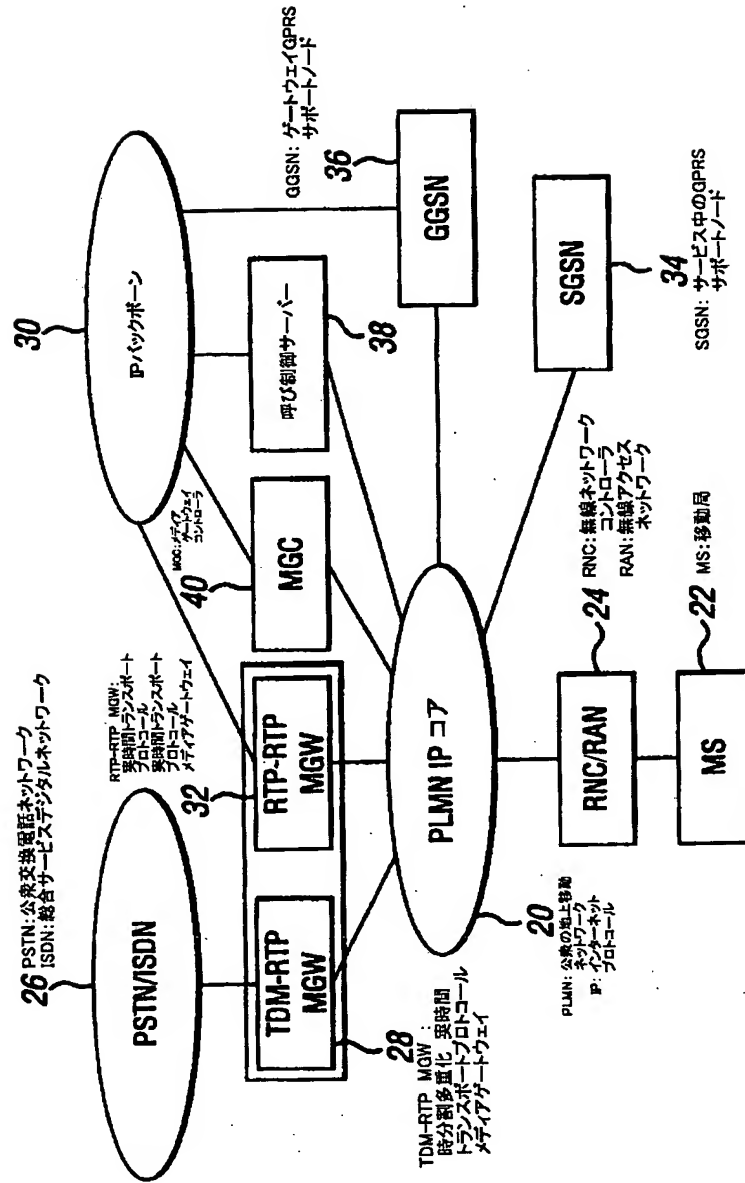 26
PSTN:公衆交換電話ネットワーク
ISDN:総合サービスデジタルネットワーク
PSTN/ISDN
30
IPバックボーン
RTP-RTP MGW:
実時間トランスポート
プロトコル
実時間トランスポート
プロトコル
メディアゲートウェイ
32
TDM-RTP
MGW
RTP-RTP
MGW
28
TDM-RTP MGW :
時分割多重化 実時間
トランスポートプロトコル
メディアゲートウェイ
MGC:メディア
ゲートウェイ
コントローラ
40
MGC
呼び制御サーバー
38
GGSN: ゲートウェイGPRS
サポートノード
36
GGSN
PLMN IP コア
20
PLMN: 公衆の地上移動
ネットワーク
IP: インターネット
プロトコル
SGSN
34
SGSN: サービス中のGPRS
サポートノード
RNC/RAN
24
RNC:無線ネットワーク
コントローラ
RAN:無線アクセス
ネットワーク
MS
22
MS:移動局